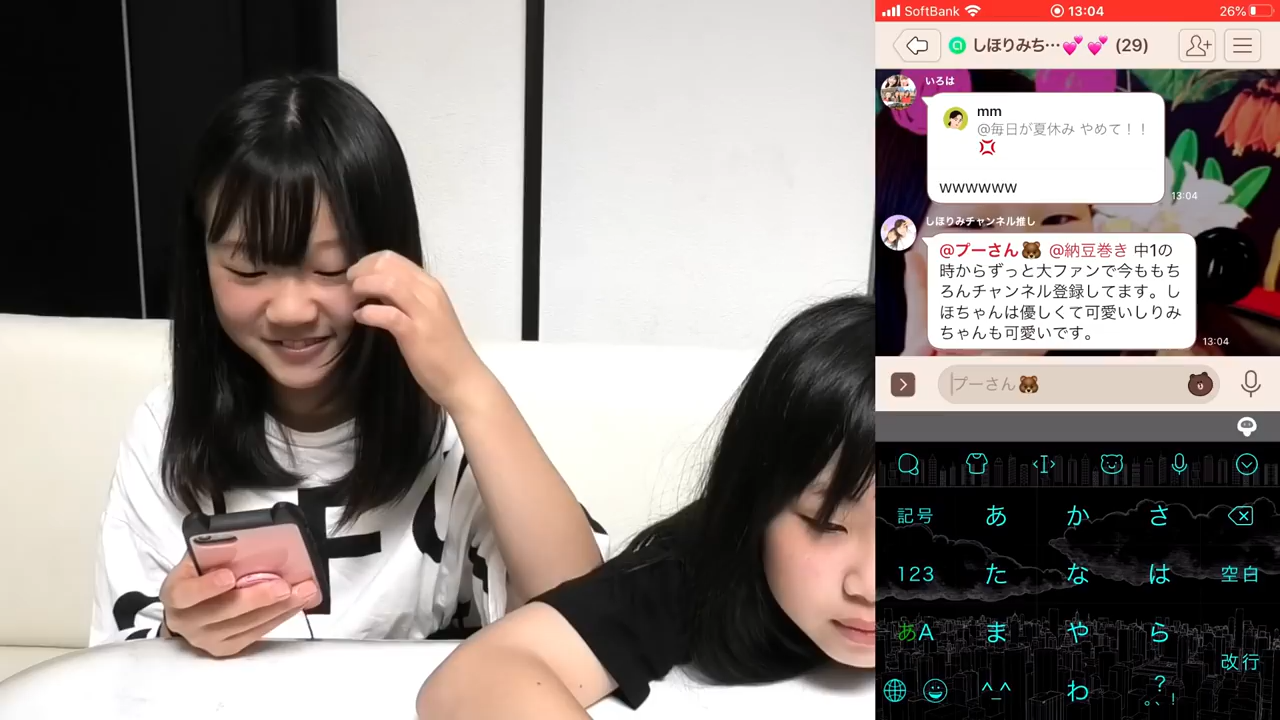 SoftBank 13:04 26%
しほりみち…💕💕 (29)
いろは
mm
@毎日が夏休み やめて！！
💢
wwwwww
13:04
しほりみチャンネル推し
@プーさん🐻 @納豆巻き 中1の
時からずっと大ファンで今ももち
ろんチャンネル登録してます。し
ほちゃんは優しくて可愛いしりみ
ちゃんも可愛いです。
13:04
プーさん🐻
記号 あ か さ
123 た な は 空白
あA ま や ら
改行
^_^ わ 、。?!